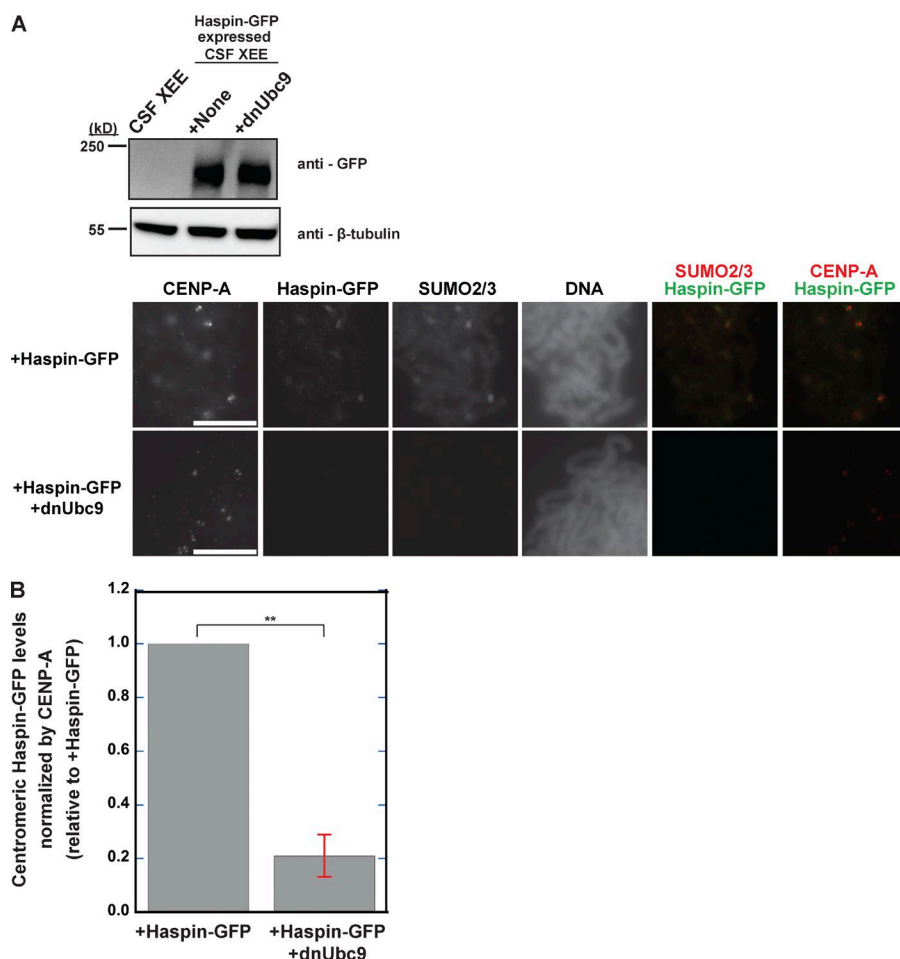 A
Haspin-GFP
expressed
CSF XEE
CSF XEE
+None
+dnUbc9
(kD)
250
anti - GFP
55
anti - β-tubulin
CENP-A
Haspin-GFP
SUMO2/3
DNA
SUMO2/3
Haspin-GFP
CENP-A
Haspin-GFP
+Haspin-GFP
+Haspin-GFP
+dnUbc9
B
Centromeric Haspin-GFP levels
normalized by CENP-A
(relative to +Haspin-GFP)
1.2
1.0
0.8
0.6
0.4
0.2
0.0
**
+Haspin-GFP
+Haspin-GFP
+dnUbc9